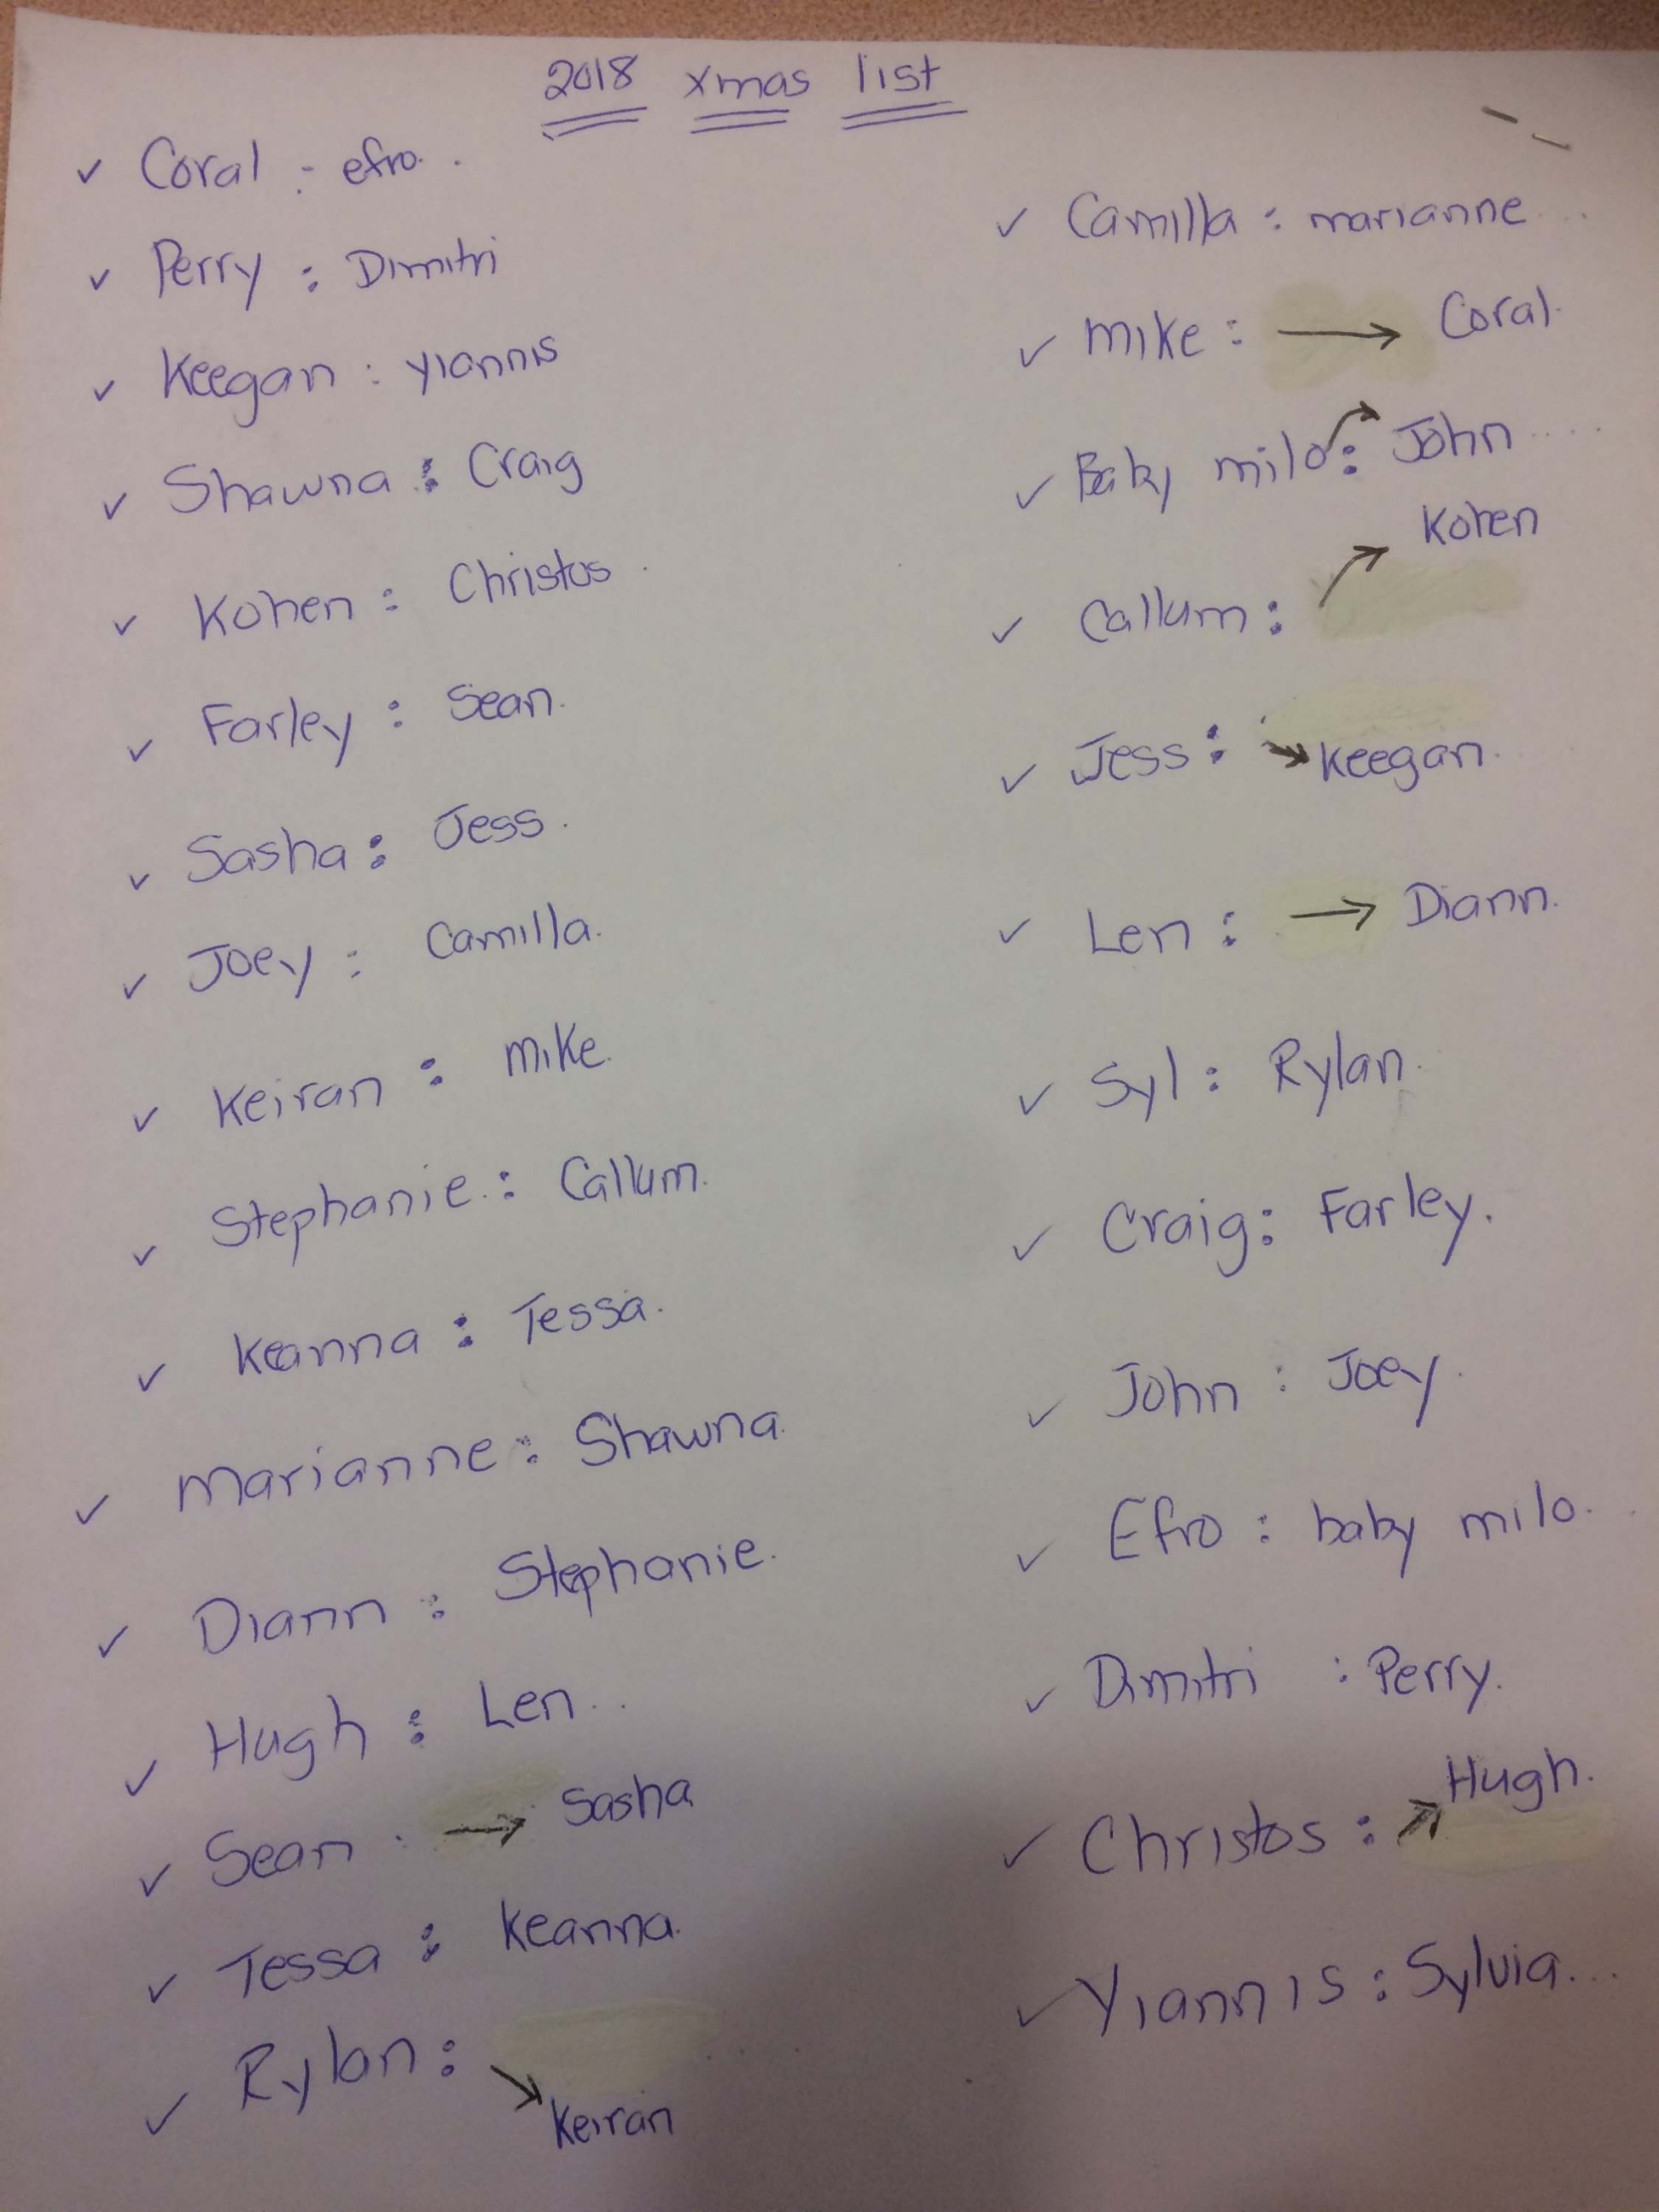 2018 xmas list
✓ Coral : efro.
✓ Perry : Dimitri
✓ Keegan : yiannis
✓ Shawna : Craig
✓ Kohen : Christos
✓ Farley : Sean.
✓ Sasha : Jess.
✓ Joey : Camilla.
✓ Keiran : mike.
✓ Stephanie : Callum.
✓ Keanna : Tessa.
✓ Marianne : Shawna.
✓ Diann : Stephanie.
✓ Hugh : Len..
✓ Sean : → Sasha
✓ Tessa : Keanna.
✓ Rylan : ↘ Keiran
✓ Camilla : marianne...
✓ mike : → Coral.
✓ Baby milo : ↗ John....
✓ Callum : ↗ Kohen
✓ Jess : ↘ Keegan.
✓ Len : → Diann.
✓ Syl : Rylan.
✓ Craig : Farley.
✓ John : Joey.
✓ Efro : baby milo.
✓ Dimitri : Perry.
✓ Christos : ↗ Hugh.
✓ Yiannis : Sylvia...